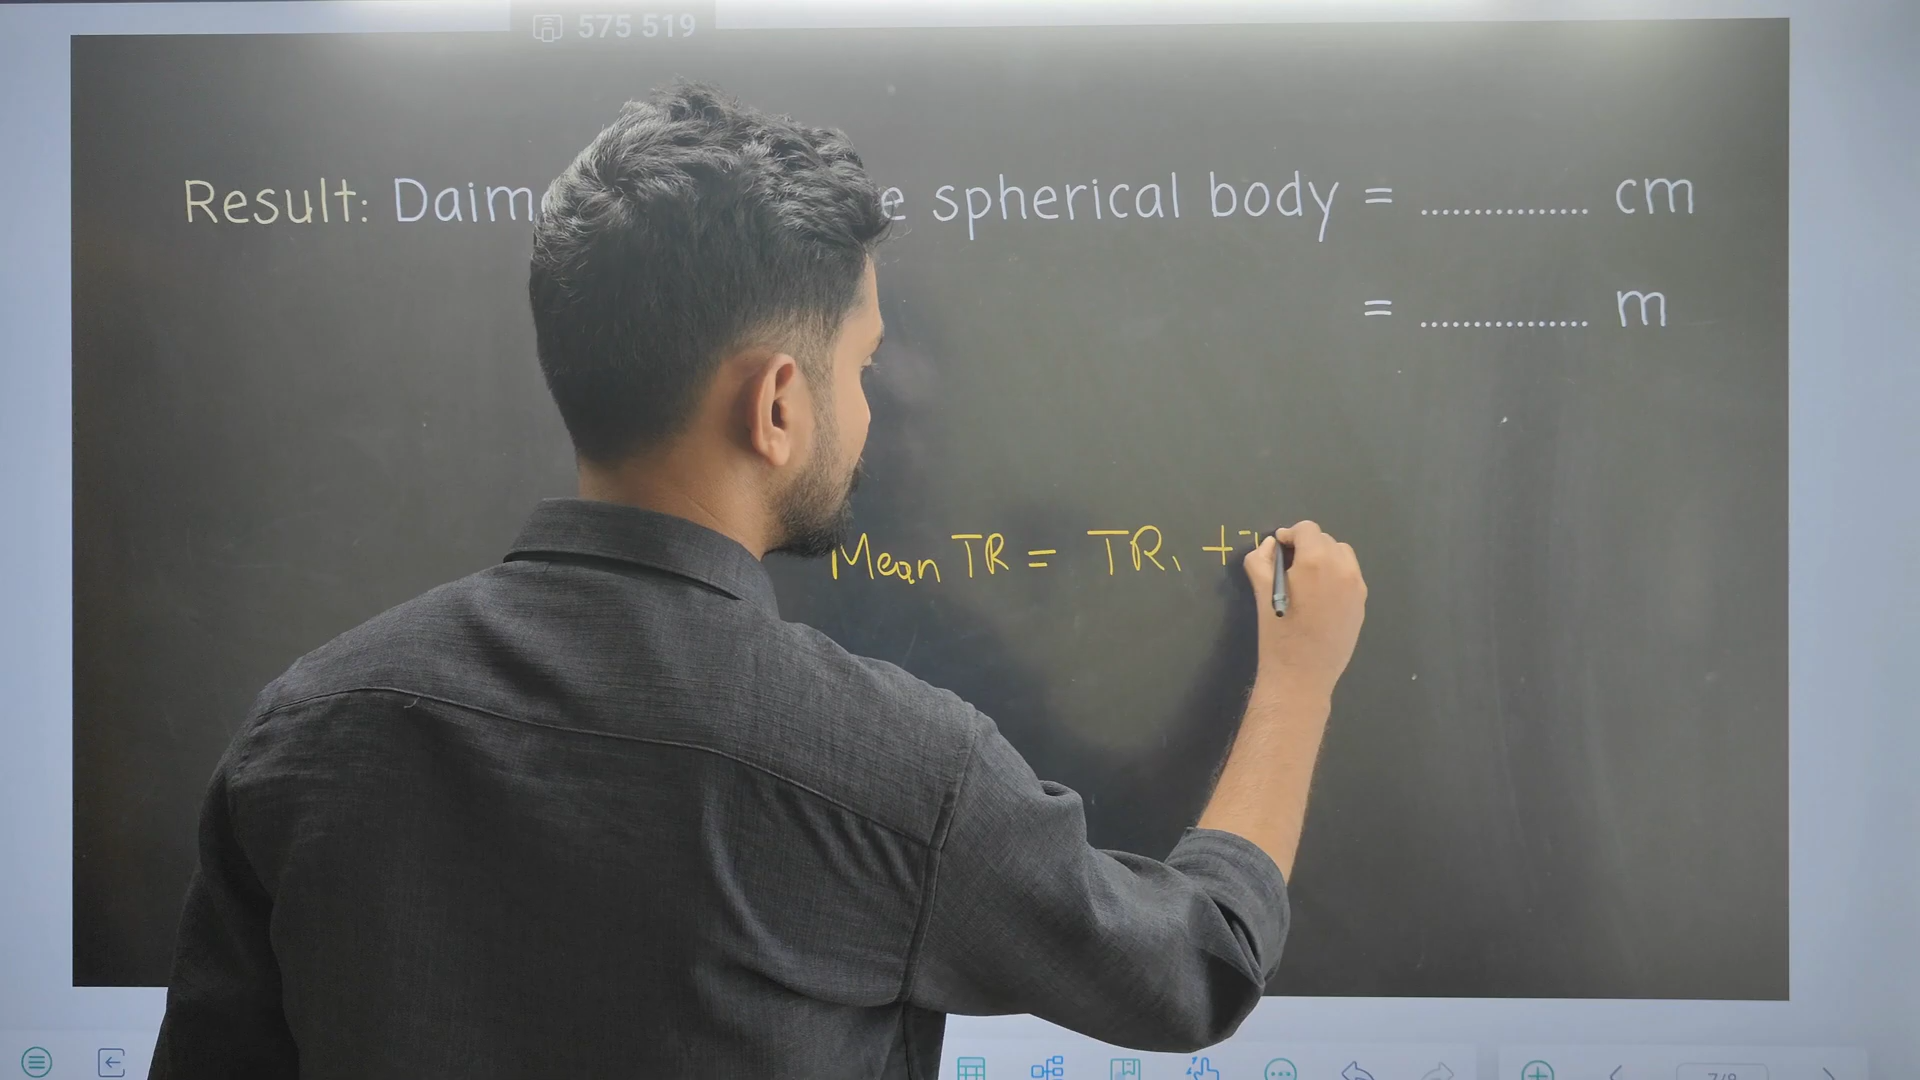 575 519
Result: Daim e spherical body = ............... cm
= ............... m
Mean TR = TR₁ +